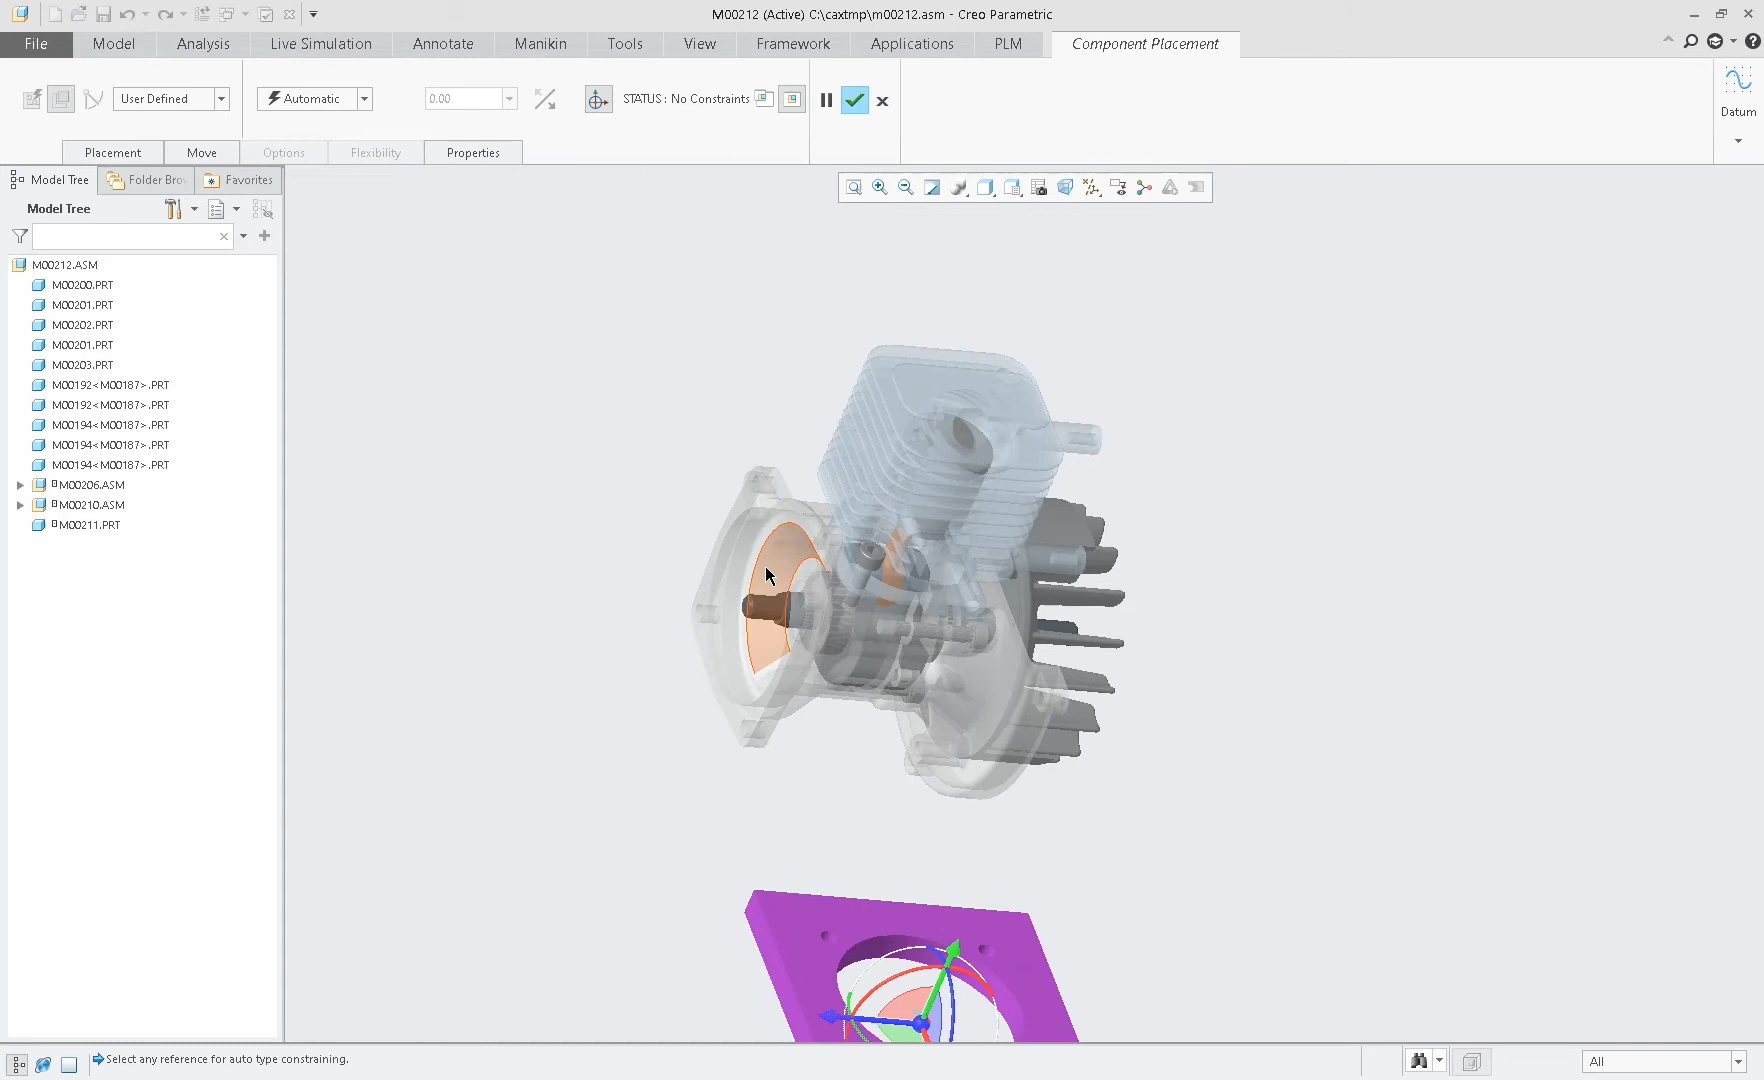 M00212 (Active) C:\caxtmp\m00212.asm - Creo Parametric
File Model Analysis Live Simulation Annotate Manikin Tools View Framework Applications PLM Component Placement
User Defined Automatic 0.00 STATUS : No Constraints
Datum
Placement Move Options Flexibility Properties
Model Tree Folder Bro Favorites
Model Tree
M00212.ASM
M00200.PRT
M00201.PRT
M00202.PRT
M00201.PRT
M00203.PRT
M00192<M00187>.PRT
M00192<M00187>.PRT
M00194<M00187>.PRT
M00194<M00187>.PRT
M00194<M00187>.PRT
M00206.ASM
M00210.ASM
M00211.PRT
Select any reference for auto type constraining.
All